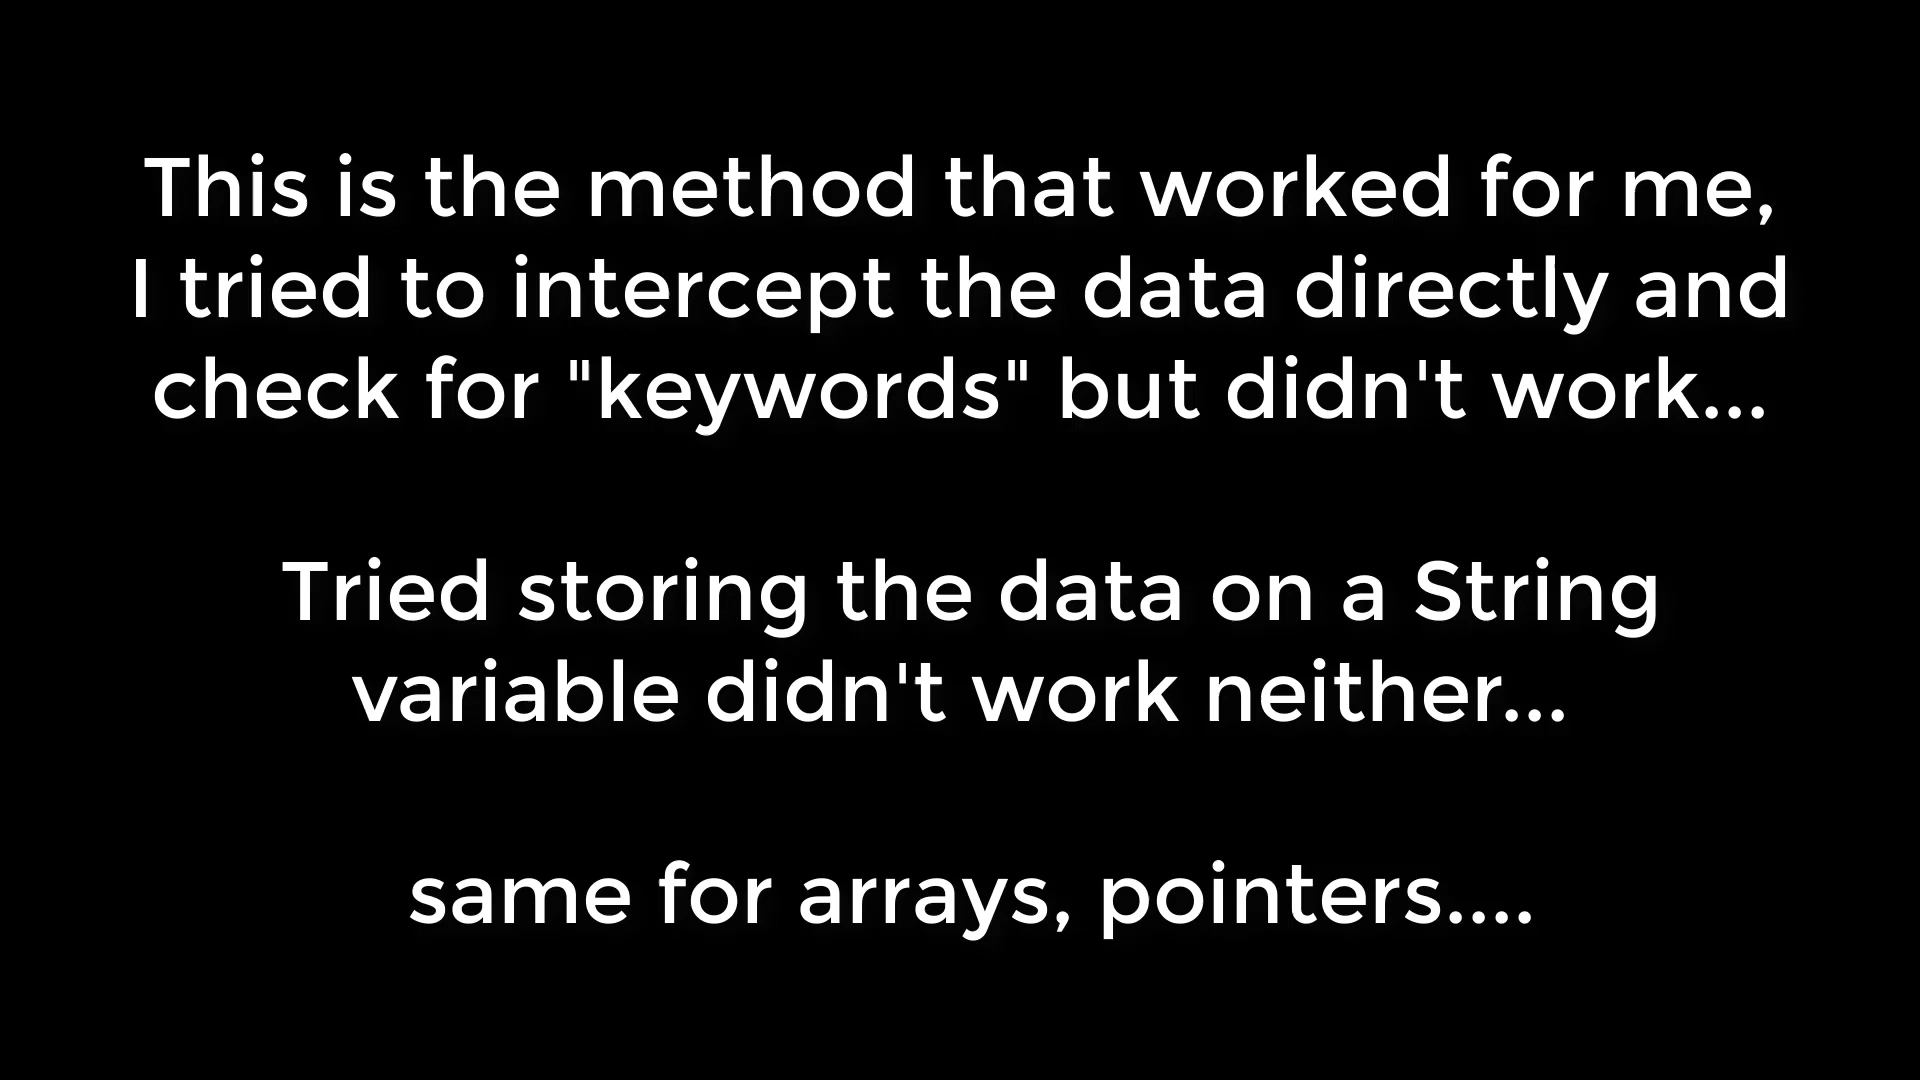 This is the method that worked for me,
I tried to intercept the data directly and
check for "keywords" but didn't work...
Tried storing the data on a String
variable didn't work neither...
same for arrays, pointers....